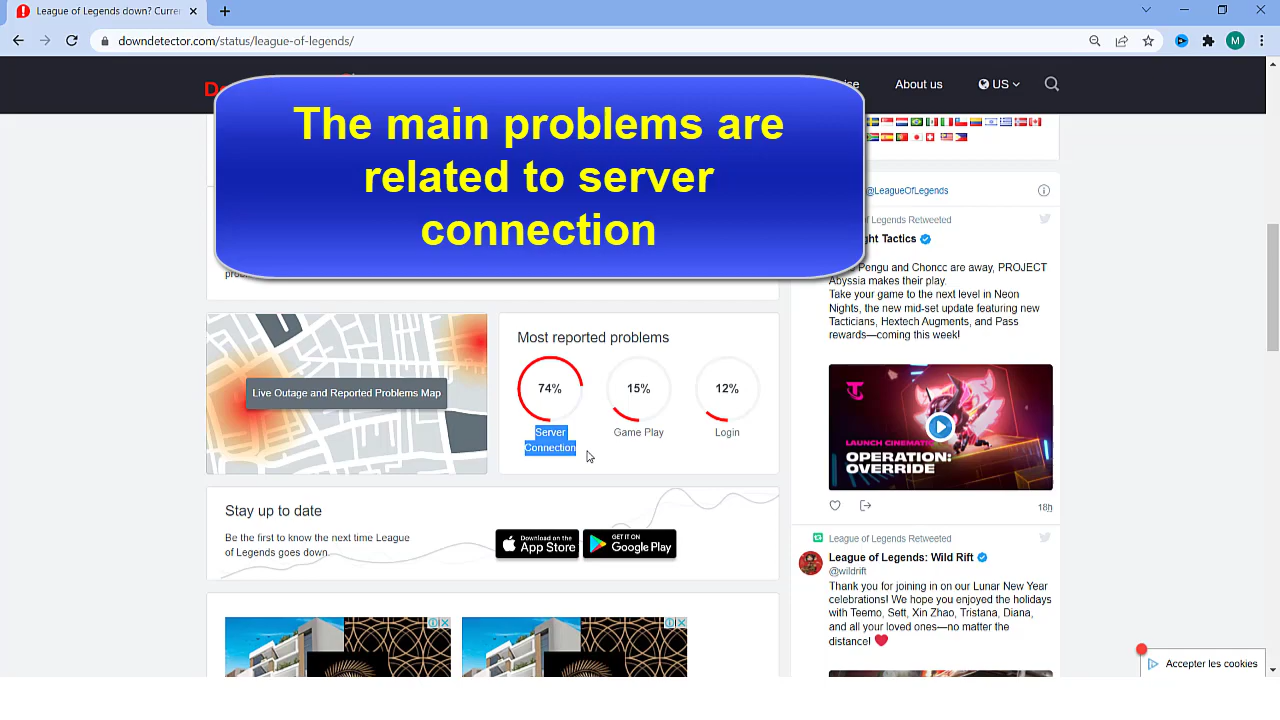 League of Legends down? Curre
downdetector.com/status/league-of-legends/
M
The main problems are
related to server
connection
About us
US
@LeagueOfLegends
of Legends Retweeted
ght Tactics
Pengu and Choncc are away, PROJECT
Abyssia makes their play.
Take your game to the next level in Neon
Nights, the new mid-set update featuring new
Tacticians, Hextech Augments, and Pass
rewards—coming this week!
LAUNCH CINEMATIC
OPERATION:
OVERRIDE
18h
Live Outage and Reported Problems Map
Most reported problems
74% 15% 12%
Server
Connection
Game Play
Login
Stay up to date
Be the first to know the next time League
of Legends goes down.
Download on the
App Store
GET IT ON
Google Play
League of Legends Retweeted
League of Legends: Wild Rift
@wildrift
Thank you for joining in on our Lunar New Year
celebrations! We hope you enjoyed the holidays
with Teemo, Sett, Xin Zhao, Tristana, Diana,
and all your loved ones—no matter the
distance!
Accepter les cookies